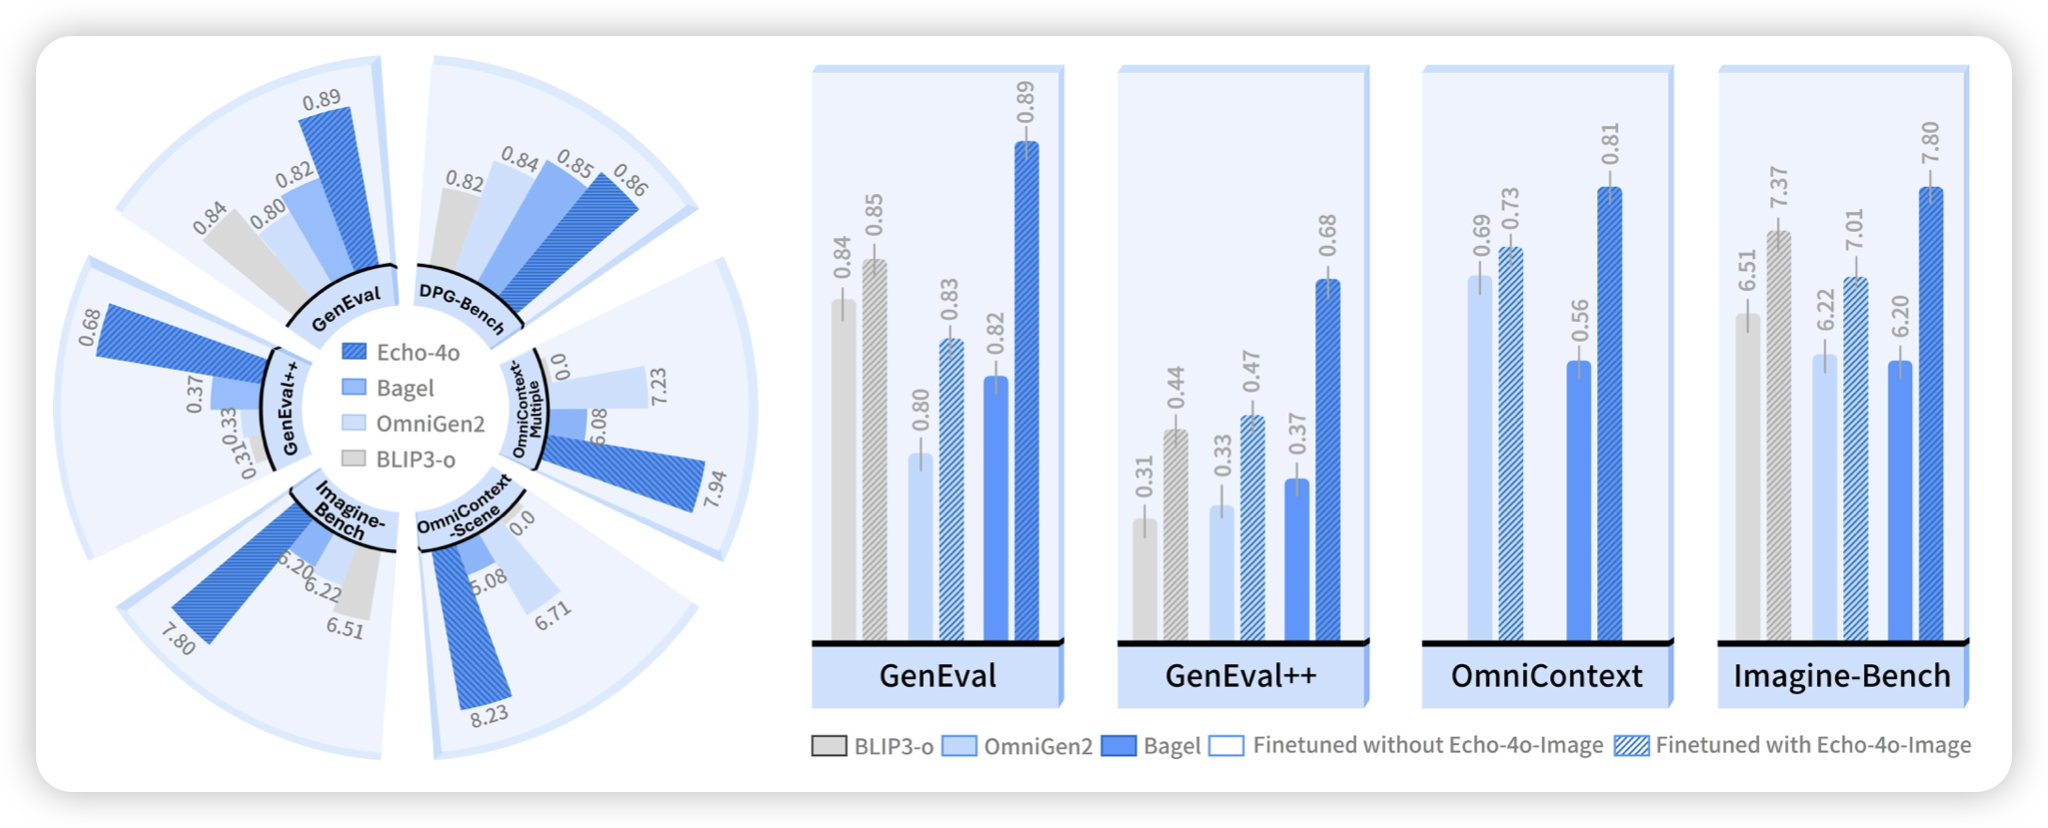 0.84
0.80
0.82
0.89
GenEval
0.82
0.84
0.85
0.86
DPG-Bench
0.0
7.23
6.08
7.94
OmniContext-
Multiple
0.0
6.71
5.08
8.23
OmniContext
-Scene
6.51
6.22
6.20
7.80
Imagine-
Bench
0.31
0.33
0.37
0.68
GenEval++
Echo-4o
Bagel
OmniGen2
BLIP3-o
0.84
0.85
0.80
0.83
0.82
0.89
GenEval
0.31
0.44
0.33
0.47
0.37
0.68
GenEval++
0.69
0.73
0.56
0.81
OmniContext
6.51
7.37
6.22
7.01
6.20
7.80
Imagine-Bench
BLIP3-o OmniGen2 Bagel Finetuned without Echo-4o-Image Finetuned with Echo-4o-Image